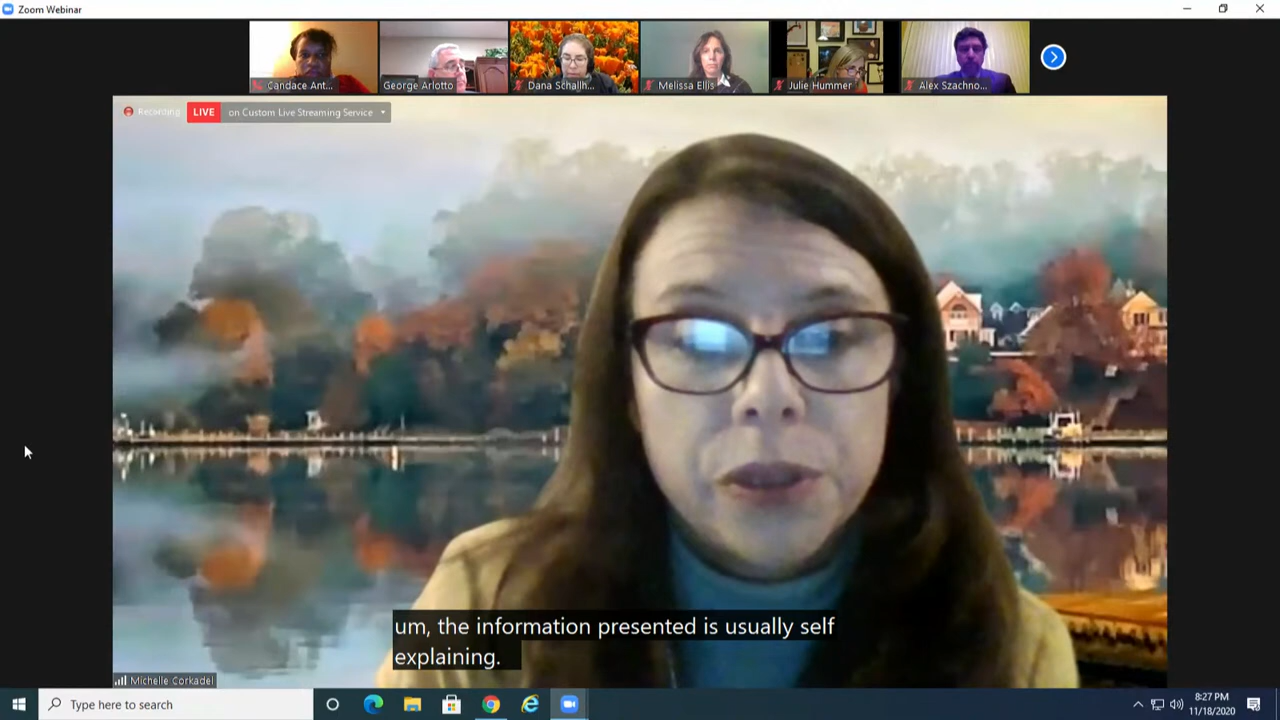 Zoom Webinar
Candace Ant...
George Arlotto
Dana Schallh...
Melissa Ellis
Julie Hummer
Alex Szachno...
Recording
LIVE on Custom Live Streaming Service
um, the information presented is usually self
explaining.
Michelle Corkadel
Type here to search
8:27 PM
11/18/2020